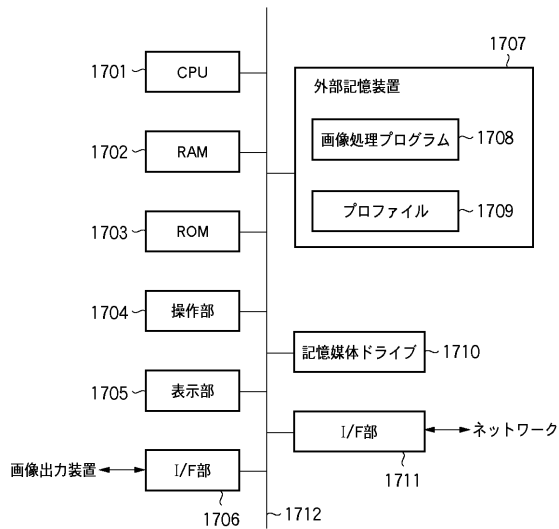 1701
CPU
1702
RAM
1703
ROM
1704
操作部
1705
表示部
画像出力装置
I/F部
1706
1712
1707
外部記憶装置
画像処理プログラム
1708
プロファイル
1709
記憶媒体ドライブ
1710
I/F部
ネットワーク
1711